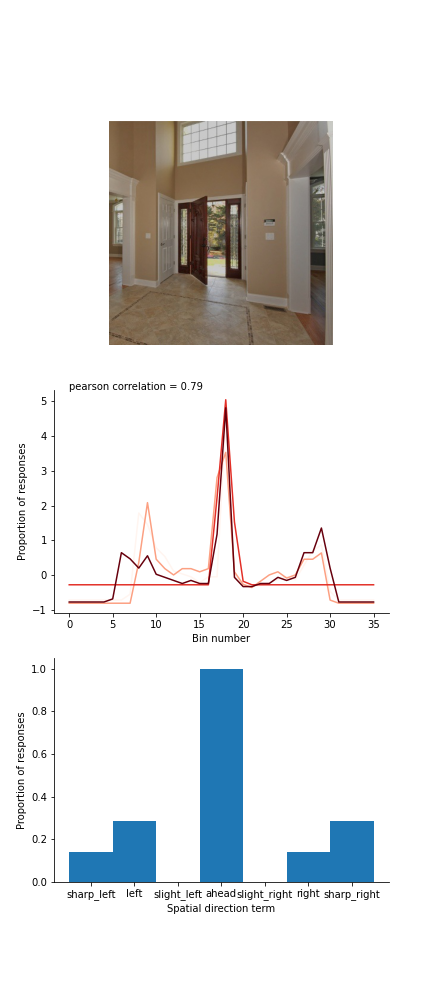 pearson correlation = 0.79
5
4
3
2
1
0
−1
Proportion of responses
0 5 10 15 20 25 30 35
Bin number
1.0
0.8
0.6
0.4
0.2
0.0
Proportion of responses
sharp_left left slight_left ahead slight_right right sharp_right
Spatial direction term